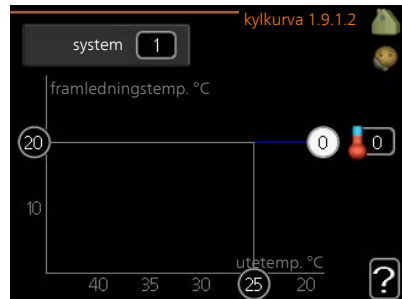 kylkurva 1.9.1.2
system 1
framledningstemp. °C
20 0 0
10
utetemp. °C
40 35 30 25 20 ?